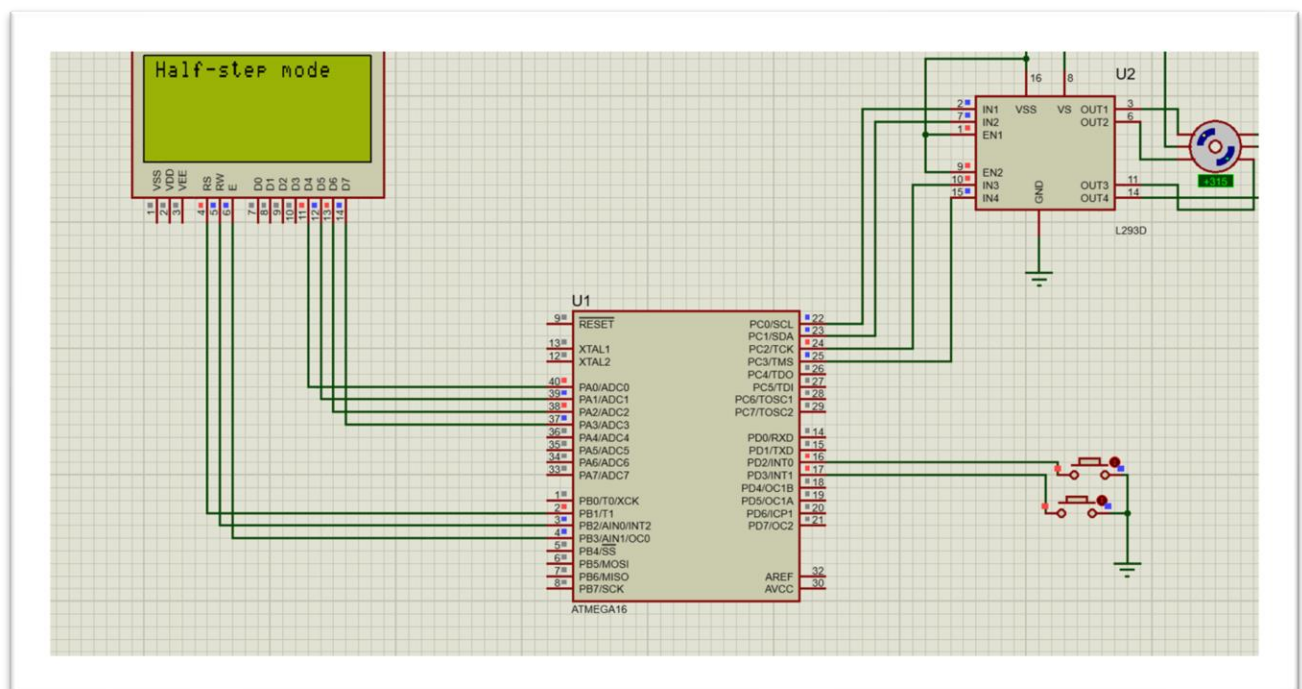 Half-step mode
VSS
VDD
VEE
RS
RW
E
D0
D1
D2
D3
D4
D5
D6
D7
1
2
3
4
5
6
7
8
9
10
11
12
13
14
U2
16
8
2
7
1
9
10
15
IN1
IN2
EN1
EN2
IN3
IN4
VSS
VS
GND
OUT1
OUT2
OUT3
OUT4
3
6
11
14
L293D
+315
U1
9 RESET
13 XTAL1
12 XTAL2
40 PA0/ADC0
39 PA1/ADC1
38 PA2/ADC2
37 PA3/ADC3
36 PA4/ADC4
35 PA5/ADC5
34 PA6/ADC6
33 PA7/ADC7
1 PB0/T0/XCK
2 PB1/T1
3 PB2/AIN0/INT2
4 PB3/AIN1/OC0
5 PB4/SS
6 PB5/MOSI
7 PB6/MISO
8 PB7/SCK
PC0/SCL 22
PC1/SDA 23
PC2/TCK 24
PC3/TMS 25
PC4/TDO 26
PC5/TDI 27
PC6/TOSC1 28
PC7/TOSC2 29
PD0/RXD 14
PD1/TXD 15
PD2/INT0 16
PD3/INT1 17
PD4/OC1B 18
PD5/OC1A 19
PD6/ICP1 20
PD7/OC2 21
AREF 32
AVCC 30
ATMEGA16